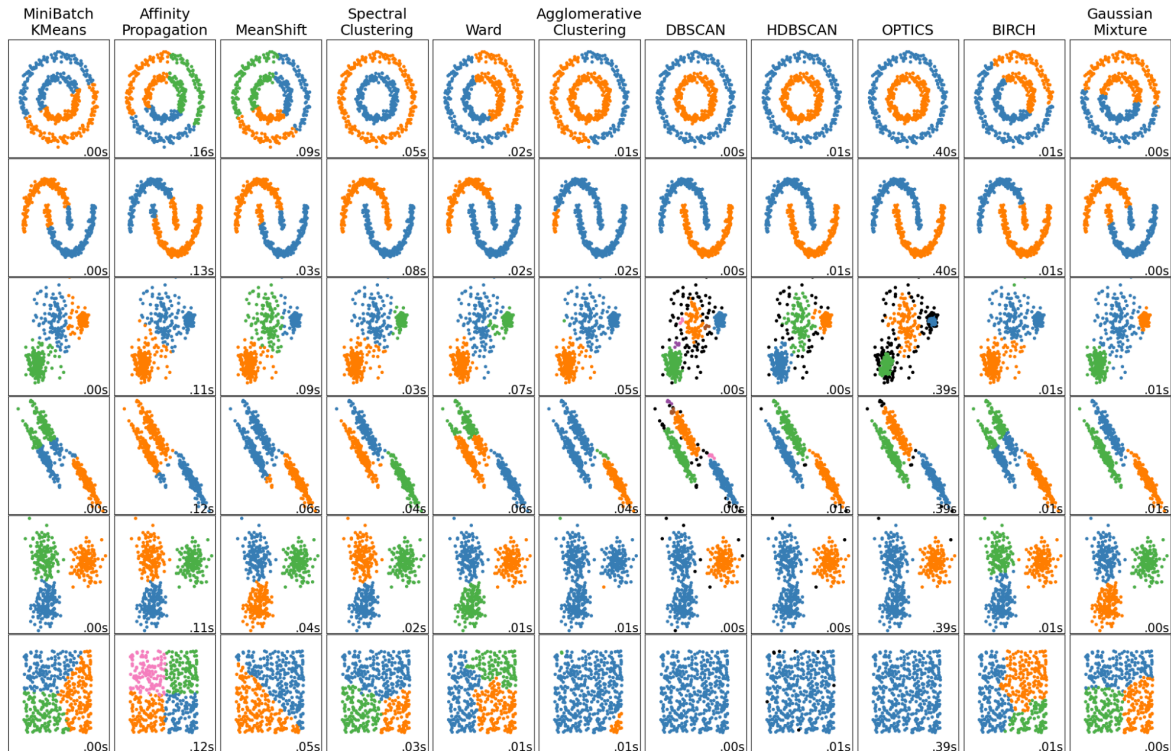 MiniBatch
KMeans
Affinity
Propagation
MeanShift
Spectral
Clustering
Ward
Agglomerative
Clustering
DBSCAN
HDBSCAN
OPTICS
BIRCH
Gaussian
Mixture
.00s
.16s
.09s
.05s
.02s
.01s
.00s
.01s
.40s
.01s
.00s
.00s
.13s
.03s
.08s
.02s
.02s
.00s
.01s
.40s
.01s
.00s
.00s
.11s
.09s
.03s
.07s
.05s
.00s
.00s
.39s
.01s
.01s
.00s
.12s
.06s
.04s
.06s
.04s
.00s
.01s
.39s
.01s
.01s
.00s
.11s
.04s
.02s
.01s
.01s
.00s
.00s
.39s
.00s
.00s
.00s
.12s
.05s
.03s
.01s
.01s
.00s
.01s
.39s
.01s
.00s